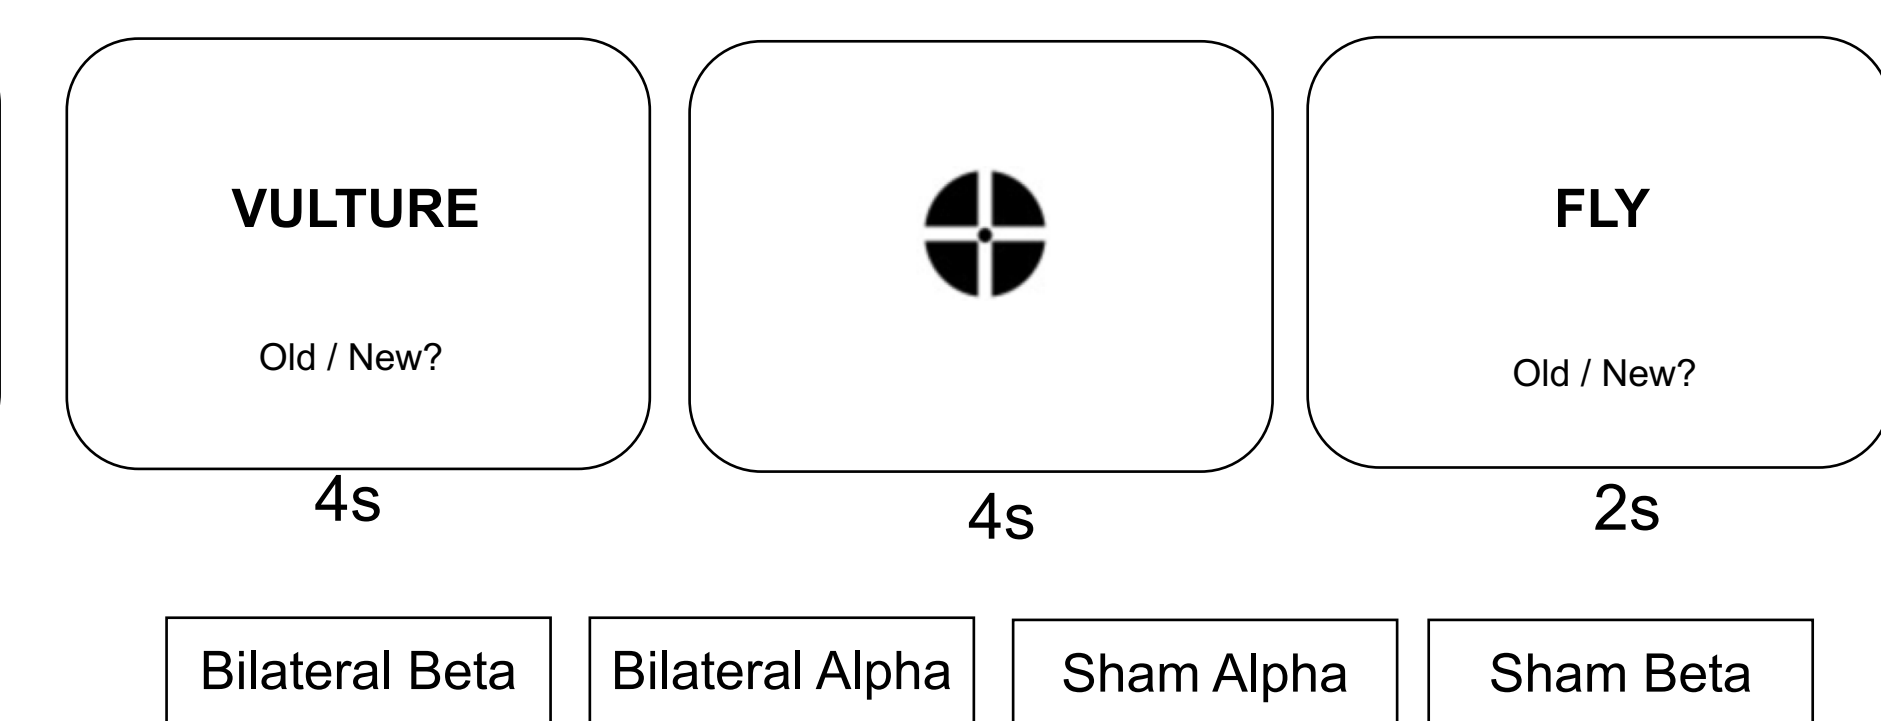 VULTURE
Old / New?
4s
4s
FLY
Old / New?
2s
Bilateral Beta
Bilateral Alpha
Sham Alpha
Sham Beta